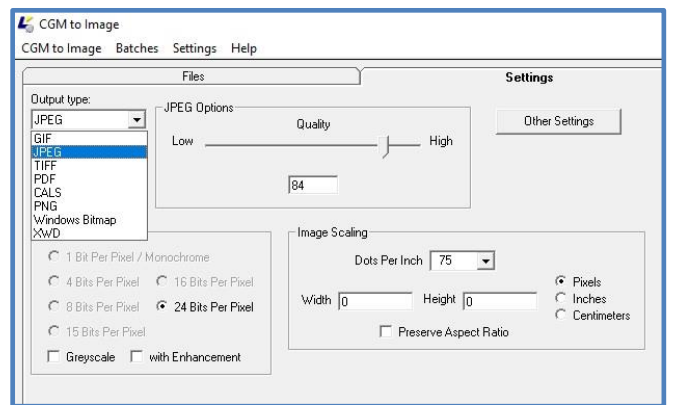 CGM to Image
CGM to Image Batches Settings Help
Files Settings
Output type:
JPEG
GIF
JPEG
TIFF
PDF
CALS
PNG
Windows Bitmap
XWD
JPEG Options
Quality
Low High
84
Other Settings
1 Bit Per Pixel / Monochrome
4 Bits Per Pixel 16 Bits Per Pixel
8 Bits Per Pixel 24 Bits Per Pixel
15 Bits Per Pixel
Greyscale with Enhancement
Image Scaling
Dots Per Inch 75
Width 0 Height 0
Pixels
Inches
Centimeters
Preserve Aspect Ratio